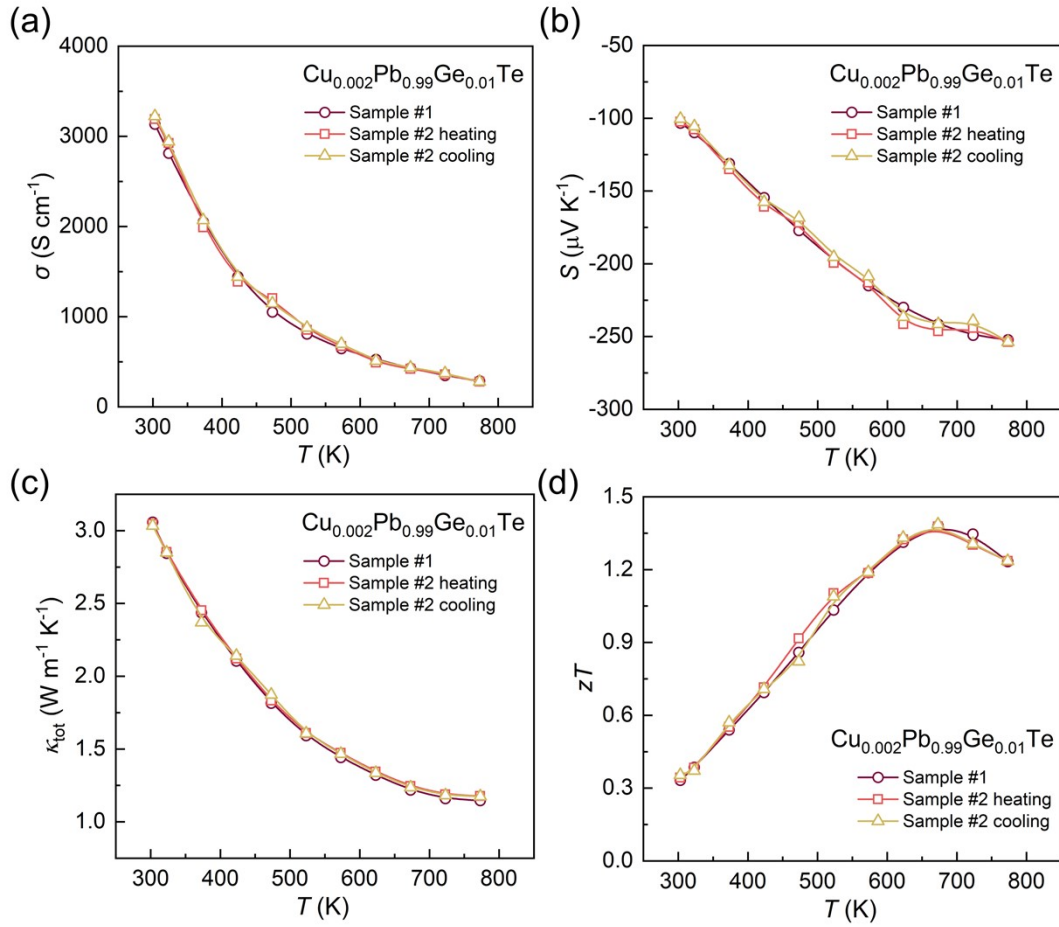 (a)
4000
3000
2000
1000
0
σ (S cm⁻¹)
Cu₀.₀₀₂Pb₀.₉₉Ge₀.₀₁Te
Sample #1
Sample #2 heating
Sample #2 cooling
300 400 500 600 700 800
T (K)
(b)
-50
-100
-150
-200
-250
-300
S (μV K⁻¹)
Cu₀.₀₀₂Pb₀.₉₉Ge₀.₀₁Te
Sample #1
Sample #2 heating
Sample #2 cooling
300 400 500 600 700 800
T (K)
(c)
3.0
2.5
2.0
1.5
1.0
κtot (W m⁻¹ K⁻¹)
Cu₀.₀₀₂Pb₀.₉₉Ge₀.₀₁Te
Sample #1
Sample #2 heating
Sample #2 cooling
300 400 500 600 700 800
T (K)
(d)
1.5
1.2
0.9
0.6
0.3
0.0
zT
Cu₀.₀₀₂Pb₀.₉₉Ge₀.₀₁Te
Sample #1
Sample #2 heating
Sample #2 cooling
300 400 500 600 700 800
T (K)